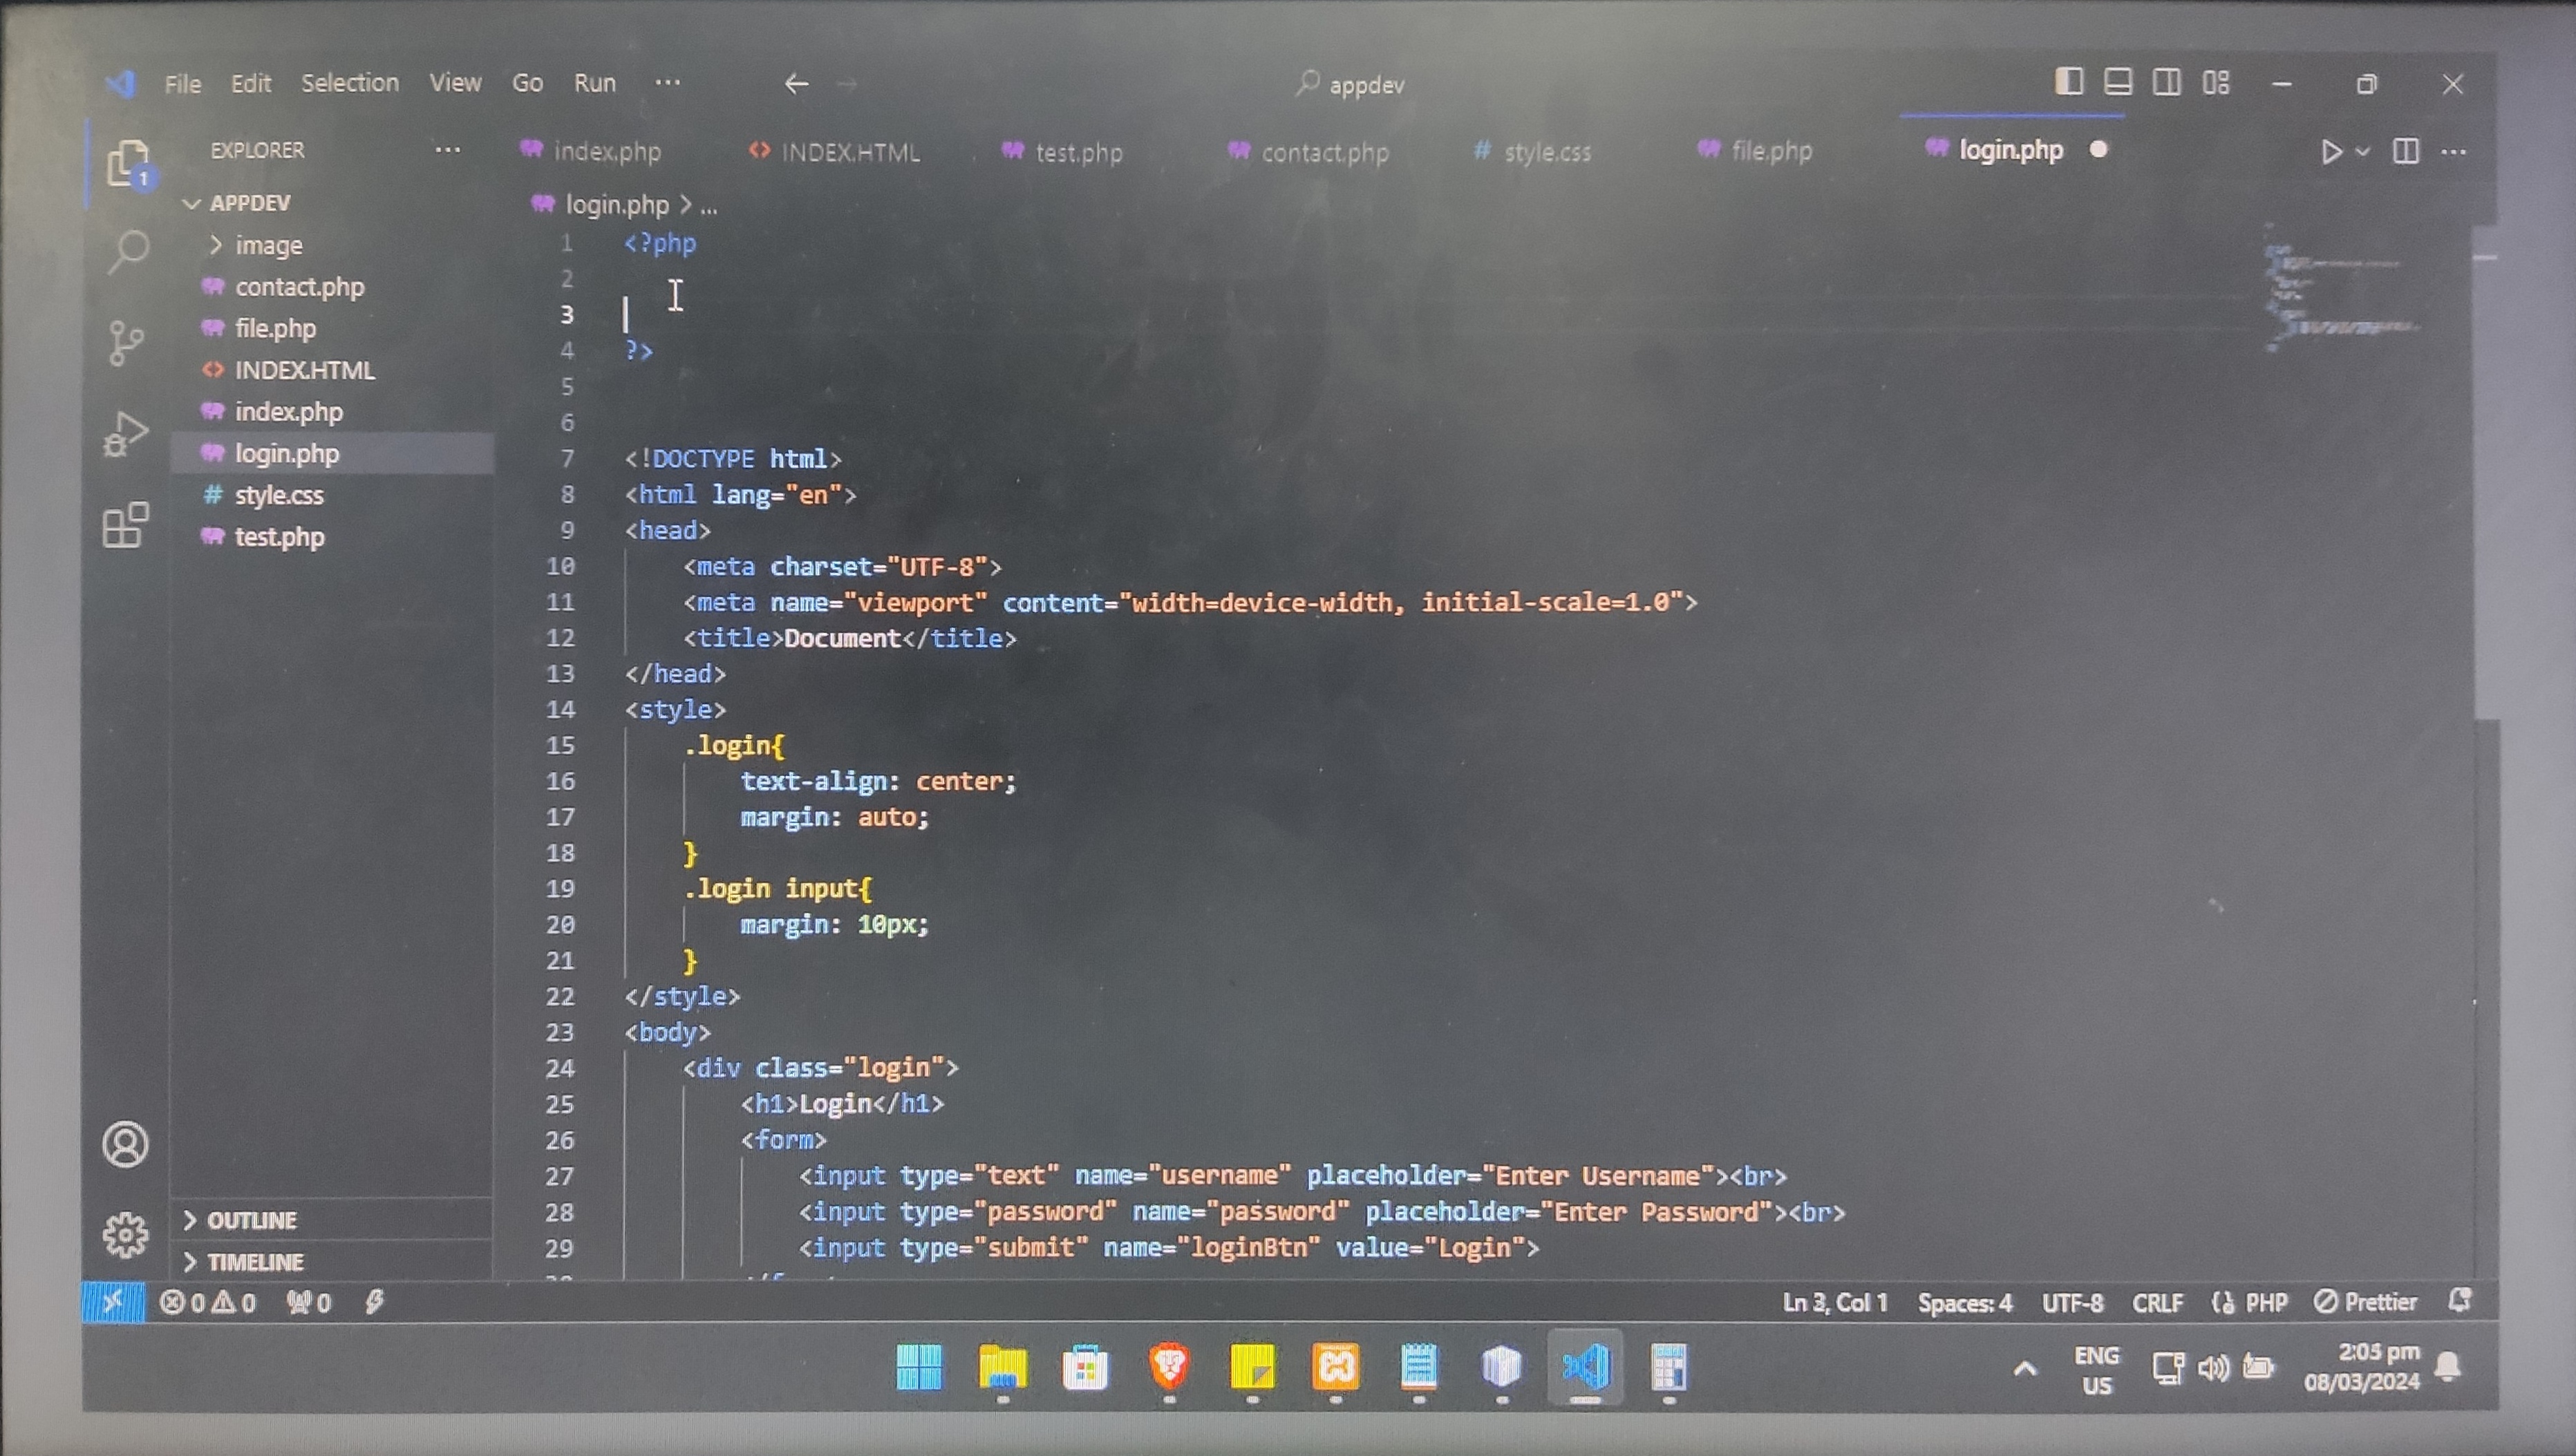 File Edit Selection View Go Run ... appdev
EXPLORER ...
index.php INDEX.HTML test.php contact.php style.css file.php login.php
1
APPDEV
image
contact.php
file.php
INDEX.HTML
index.php
login.php
style.css
test.php
OUTLINE
TIMELINE
login.php > ...
1 <?php
2
3
4 ?>
5
6
7 <!DOCTYPE html>
8 <html lang="en">
9 <head>
10 <meta charset="UTF-8">
11 <meta name="viewport" content="width=device-width, initial-scale=1.0">
12 <title>Document</title>
13 </head>
14 <style>
15 .login{
16 text-align: center;
17 margin: auto;
18 }
19 .login input{
20 margin: 10px;
21 }
22 </style>
23 <body>
24 <div class="login">
25 <h1>Login</h1>
26 <form>
27 <input type="text" name="username" placeholder="Enter Username"><br>
28 <input type="password" name="password" placeholder="Enter Password"><br>
29 <input type="submit" name="loginBtn" value="Login">
0 0 0 Ln 3, Col 1 Spaces: 4 UTF-8 CRLF PHP Prettier
ENG
US
2:05 pm
08/03/2024